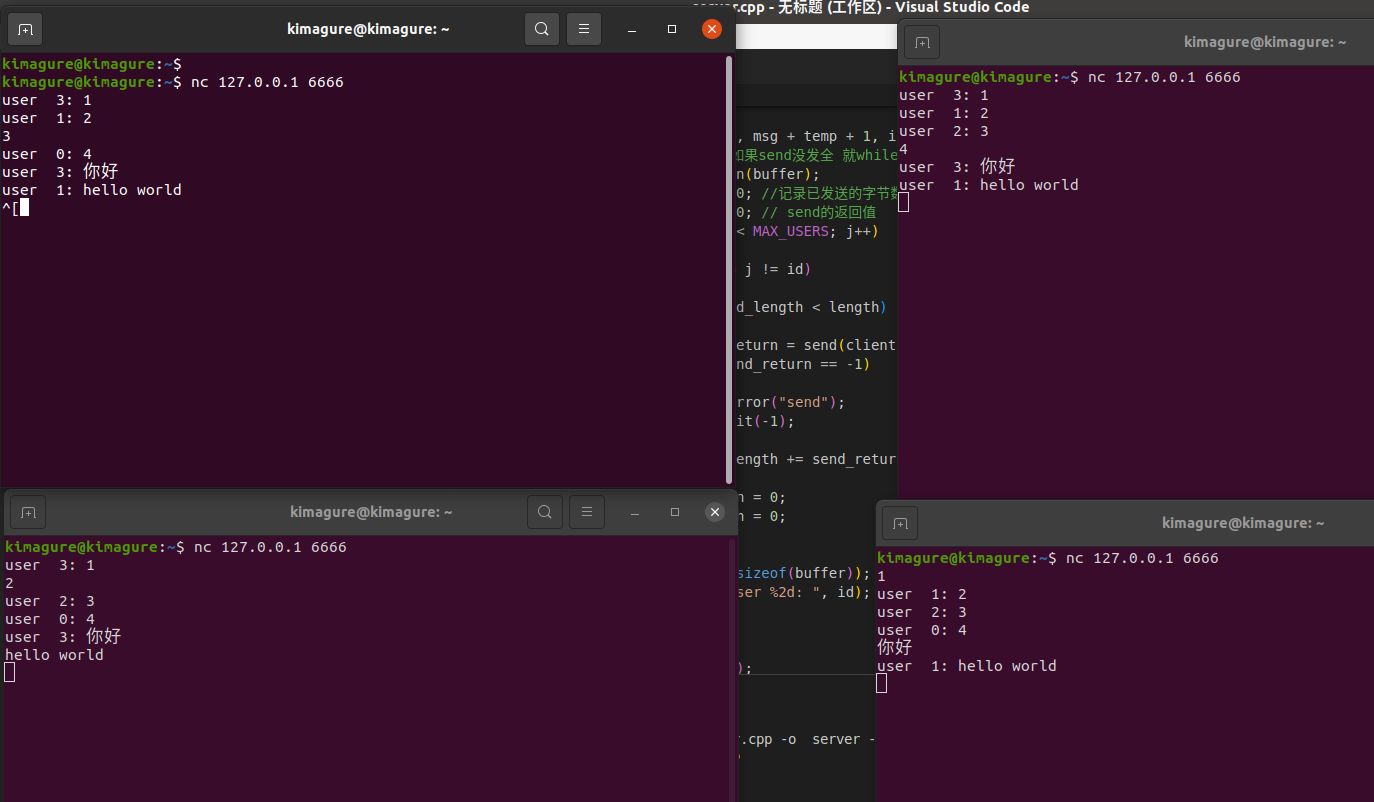 server.cpp - 无标题 (工作区) - Visual Studio Code
kimagure@kimagure: ~
kimagure@kimagure:~$
kimagure@kimagure:~$ nc 127.0.0.1 6666
user  3: 1
user  1: 2
3
user  0: 4
user  3: 你好
user  1: hello world
^[
kimagure@kimagure: ~
kimagure@kimagure:~$ nc 127.0.0.1 6666
user  3: 1
user  1: 2
user  2: 3
4
user  3: 你好
user  1: hello world
, msg + temp + 1, i
如果send没发全 就while
n(buffer);
0; //记录已发送的字节数
0; // send的返回值
< MAX_USERS; j++)
j != id)
d_length < length)
eturn = send(client
nd_return == -1)
rror("send");
it(-1);
ength += send_retur
n = 0;
n = 0;
sizeof(buffer));
ser %2d: ", id);
);
r.cpp -o  server -
kimagure@kimagure: ~
kimagure@kimagure:~$ nc 127.0.0.1 6666
user  3: 1
2
user  2: 3
user  0: 4
user  3: 你好
hello world
kimagure@kimagure: ~
kimagure@kimagure:~$ nc 127.0.0.1 6666
1
user  1: 2
user  2: 3
user  0: 4
你好
user  1: hello world